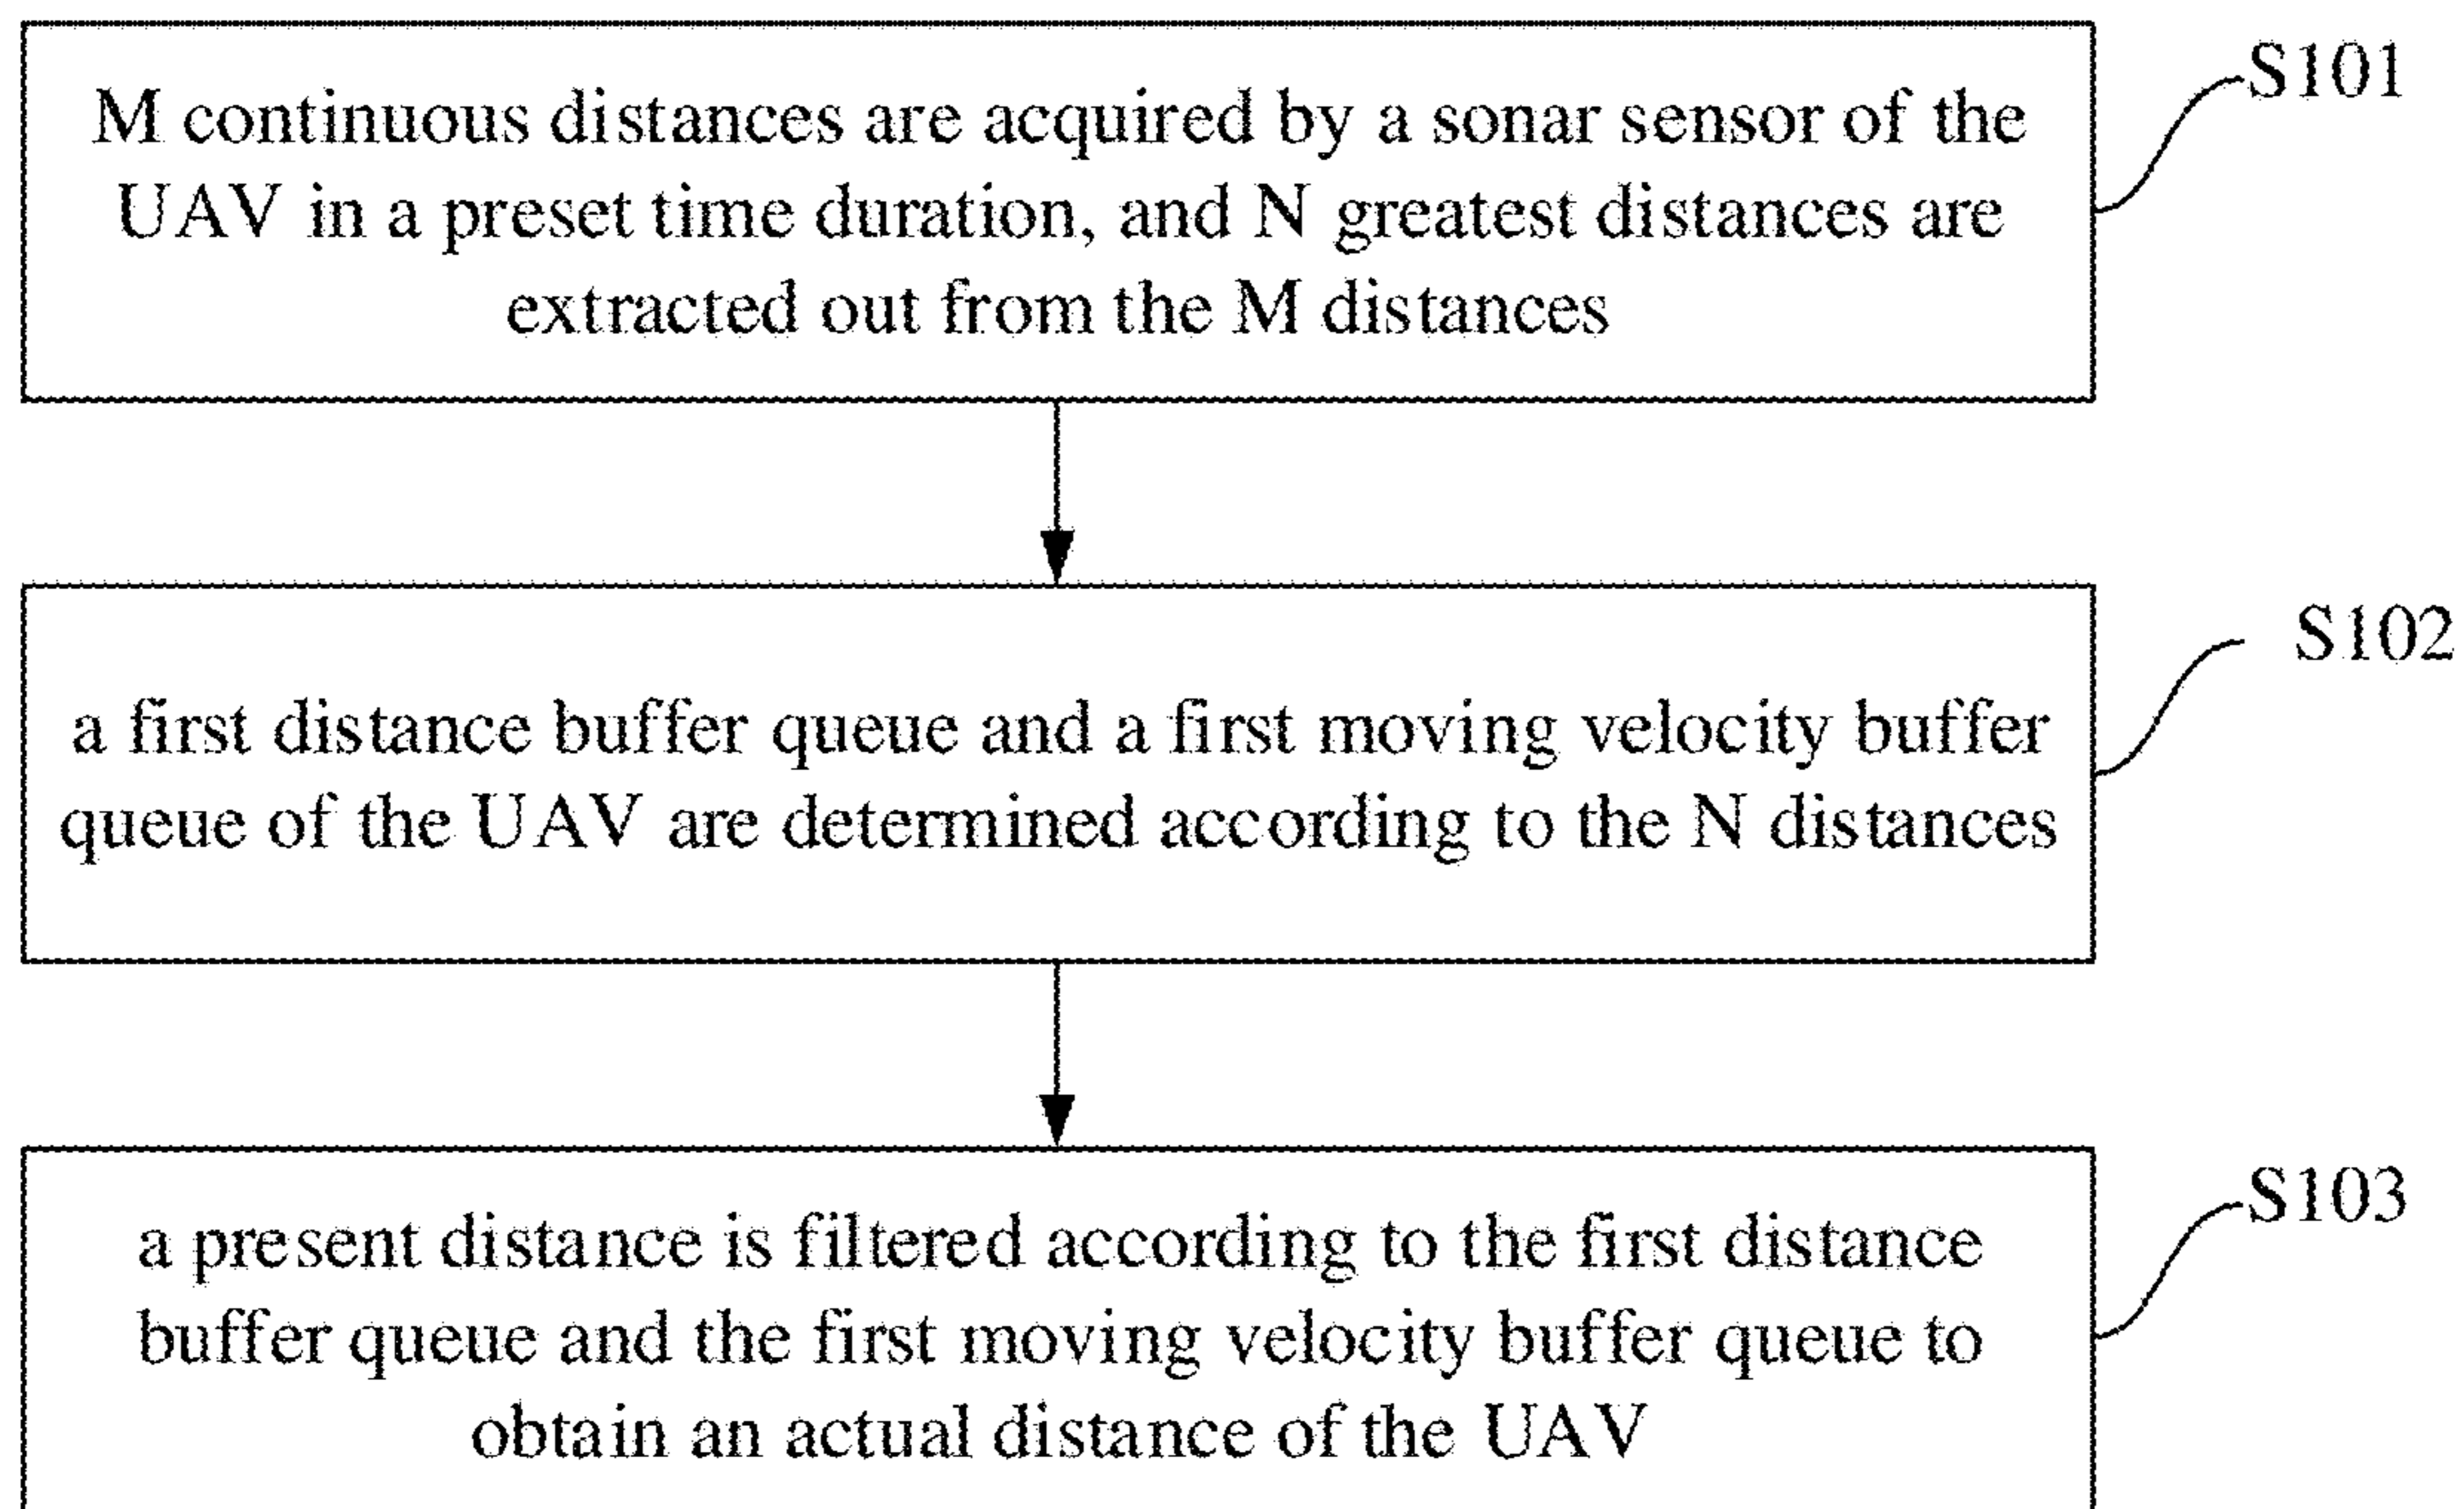 M continuous distances are acquired by a sonar sensor of the
UAV in a preset time duration, and N greatest distances are
extracted out from the M distances
S101
a first distance buffer queue and a first moving velocity buffer
queue of the UAV are determined according to the N distances
S102
a present distance is filtered according to the first distance
buffer queue and the first moving velocity buffer queue to
obtain an actual distance of the UAV
S103